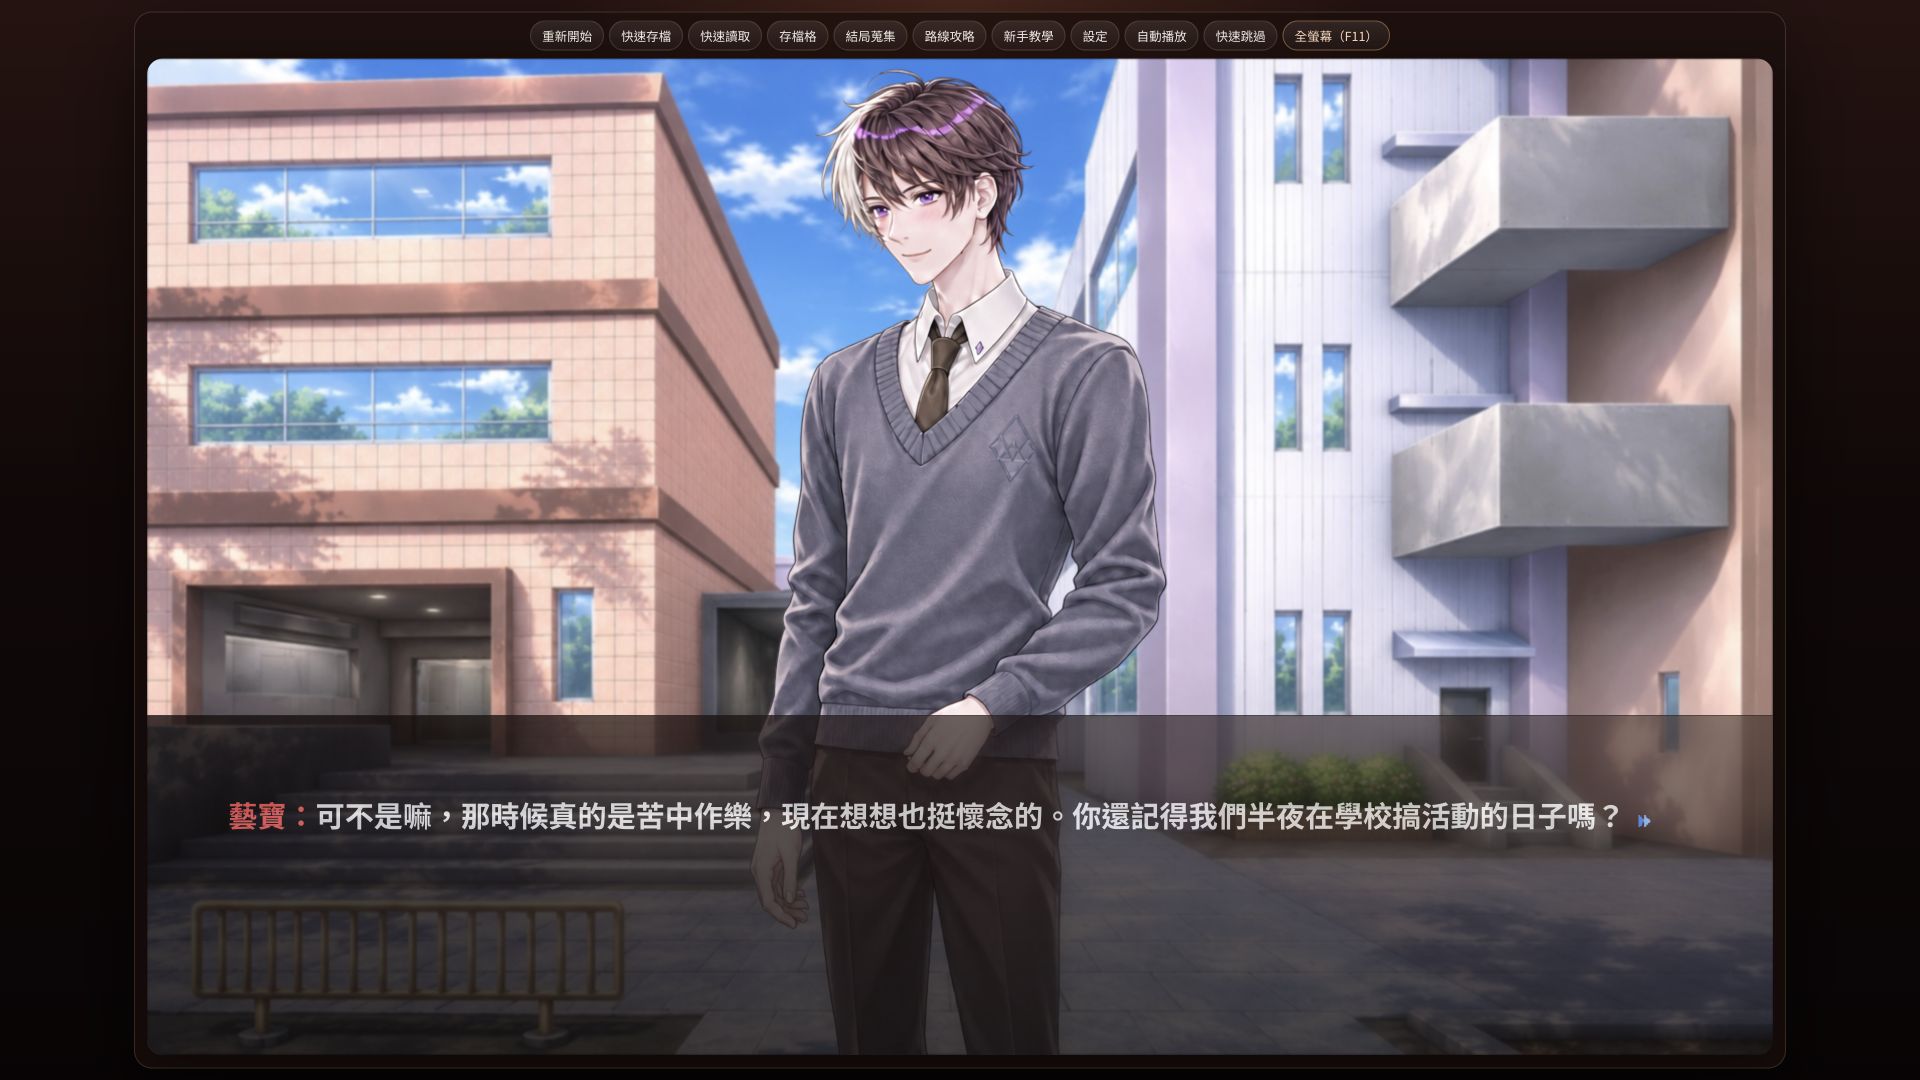 重新開始
快速存檔
快速讀取
存檔格
結局蒐集
路線攻略
新手教學
設定
自動播放
快速跳過
全螢幕（F11）
藝寶：可不是嘛，那時候真的是苦中作樂，現在想想也挺懷念的。你還記得我們半夜在學校搞活動的日子嗎？